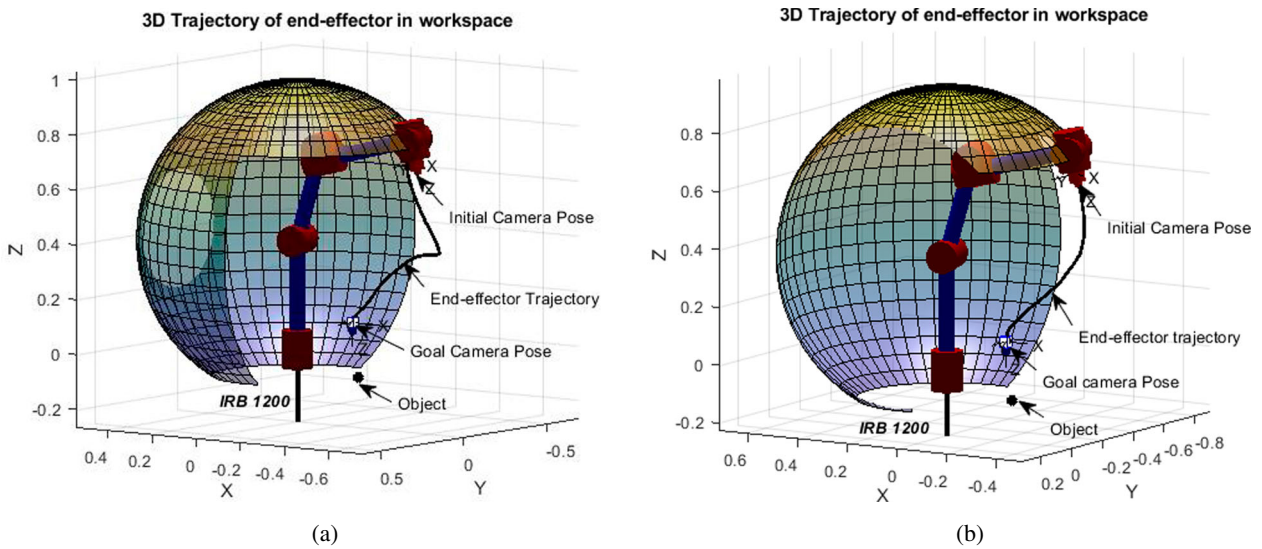 3D Trajectory of end-effector in workspace
1
0.8
0.6
0.4
0.2
0
-0.2
Z
X
Z
Initial Camera Pose
End-effector Trajectory
X
Z
Goal Camera Pose
Object
IRB 1200
0.4 0.2 0 -0.2 -0.4 -0.6
X
0.5 0 -0.5
Y
(a)
3D Trajectory of end-effector in workspace
0.8
0.6
0.4
0.2
0
-0.2
Z
Y X
Z
Initial Camera Pose
End-effector trajectory
X
Z
Goal camera Pose
Object
IRB 1200
0.6 0.4 0.2 0 -0.2 -0.4
X
0.2 0 -0.2 -0.4 -0.6 -0.8
Y
(b)